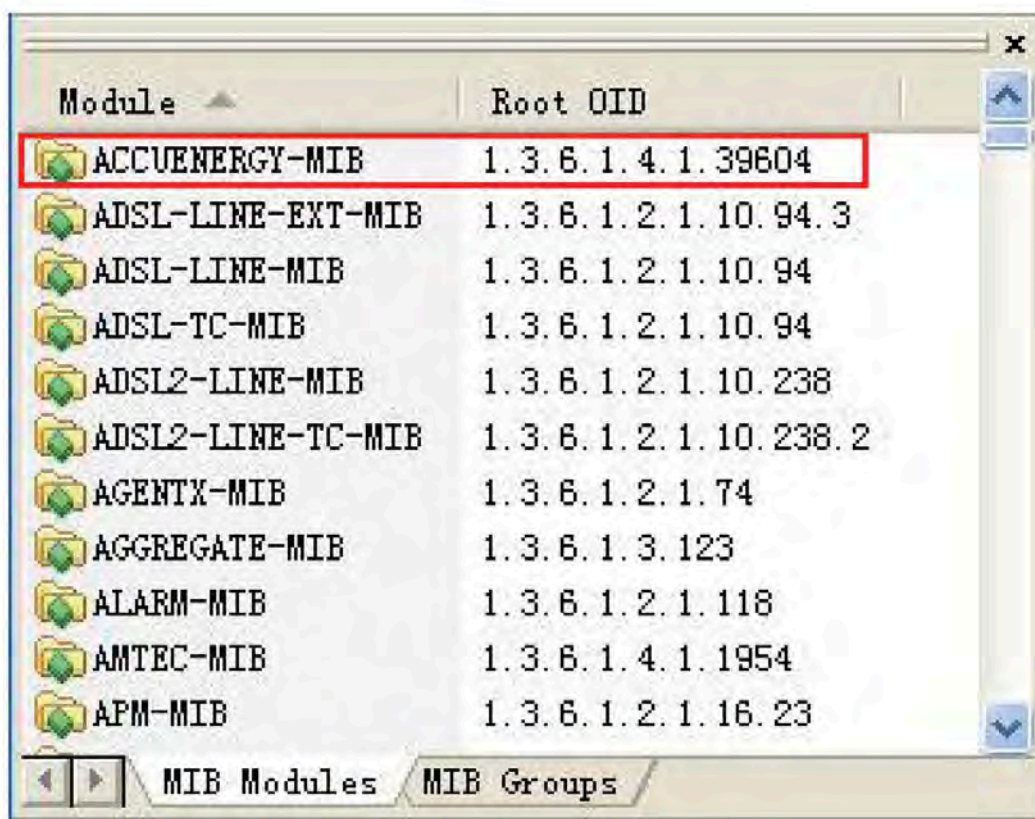 Module Root OID
ACCUENERGY-MIB 1.3.6.1.4.1.39604
ADSL-LINE-EXT-MIB 1.3.6.1.2.1.10.94.3
ADSL-LINE-MIB 1.3.6.1.2.1.10.94
ADSL-TC-MIB 1.3.6.1.2.1.10.94
ADSL2-LINE-MIB 1.3.6.1.2.1.10.238
ADSL2-LINE-TC-MIB 1.3.6.1.2.1.10.238.2
AGENTX-MIB 1.3.6.1.2.1.74
AGGREGATE-MIB 1.3.6.1.3.123
ALARM-MIB 1.3.6.1.2.1.118
AMTEC-MIB 1.3.6.1.4.1.1954
APM-MIB 1.3.6.1.2.1.16.23
MIB Modules MIB Groups